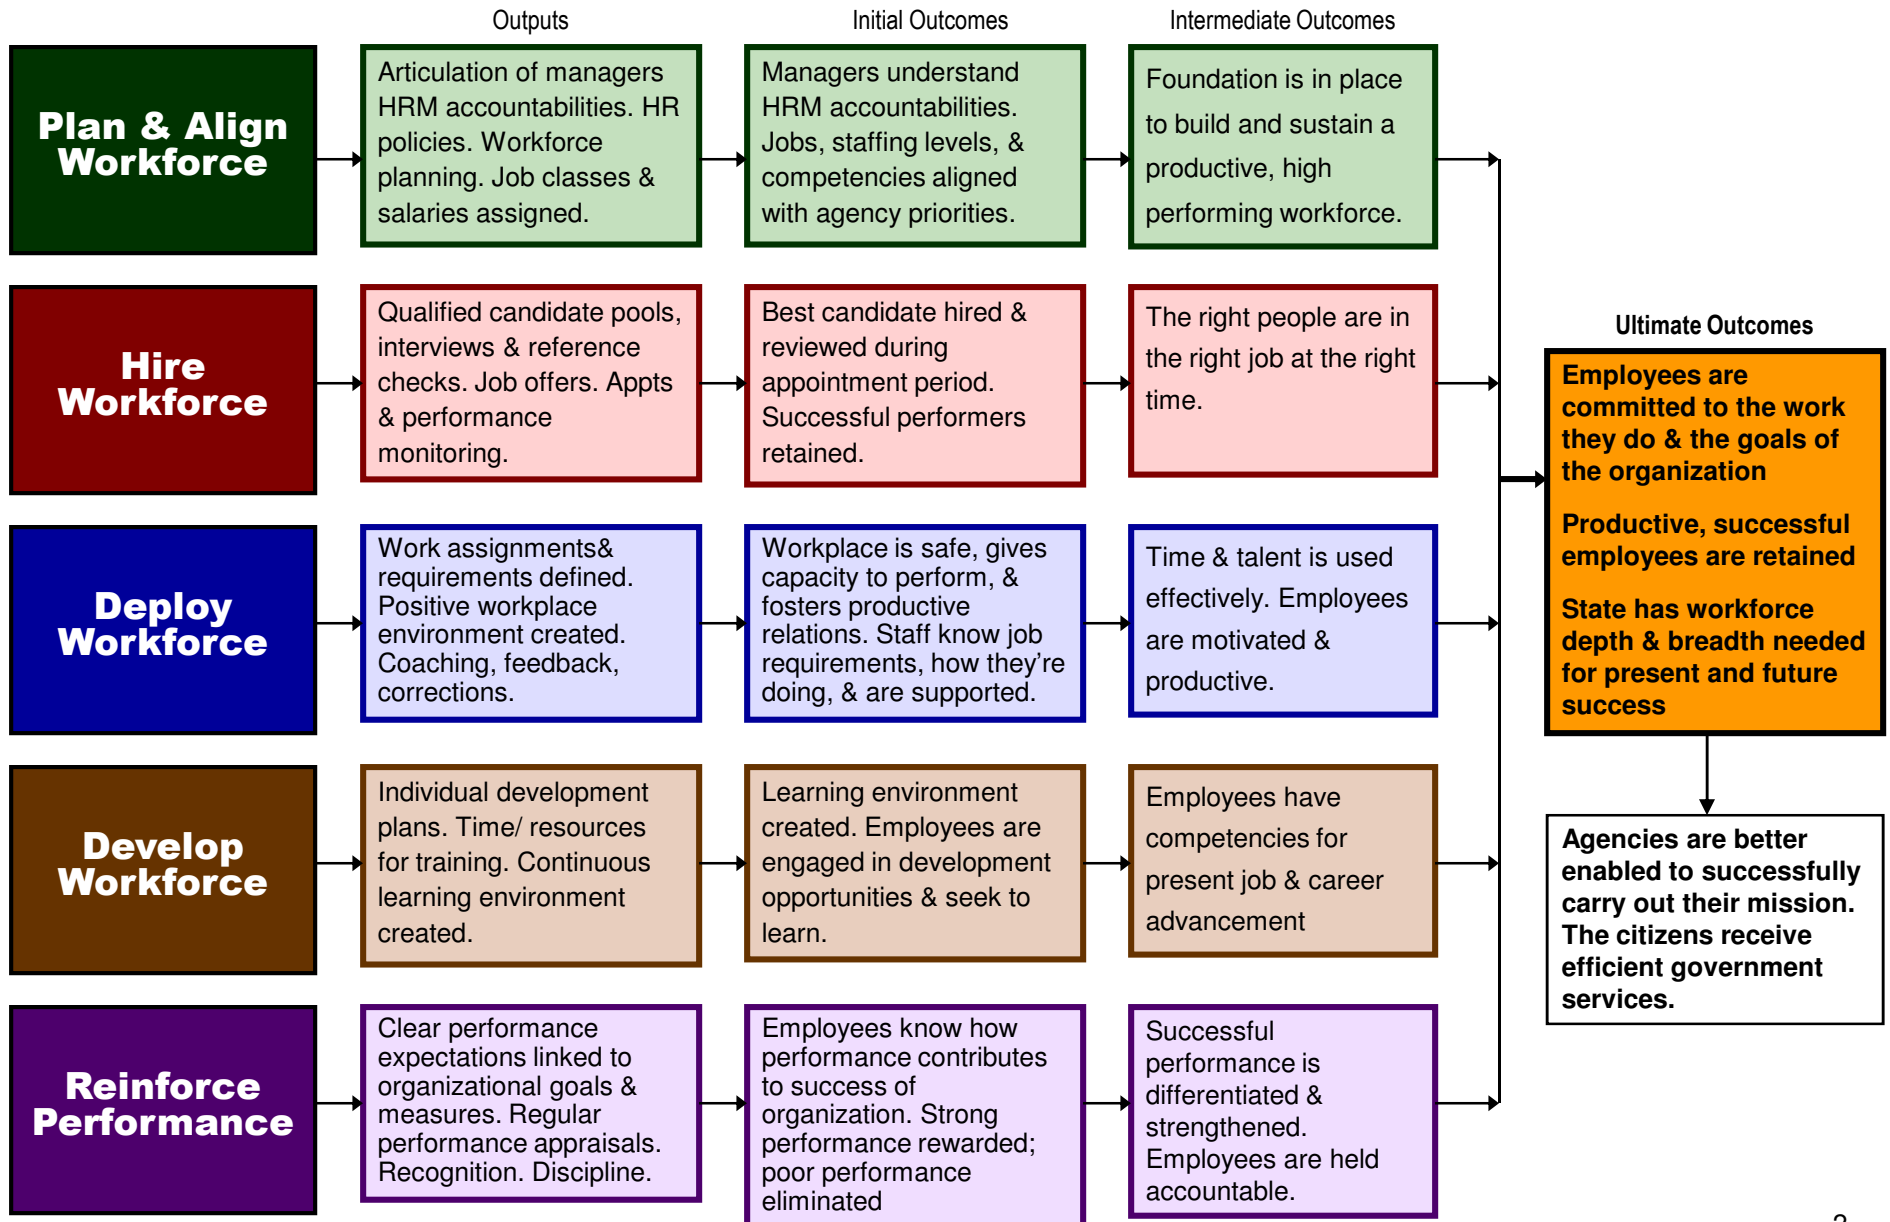 Outputs
Initial Outcomes
Intermediate Outcomes
Plan & Align
Workforce
Articulation of managers
HRM accountabilities. HR
policies. Workforce
planning. Job classes &
salaries assigned.
Managers understand
HRM accountabilities.
Jobs, staffing levels, &
competencies aligned
with agency priorities.
Foundation is in place
to build and sustain a
productive, high
performing workforce.
Hire
Workforce
Qualified candidate pools,
interviews & reference
checks. Job offers. Appts
& performance
monitoring.
Best candidate hired &
reviewed during
appointment period.
Successful performers
retained.
The right people are in
the right job at the right
time.
Deploy
Workforce
Work assignments&
requirements defined.
Positive workplace
environment created.
Coaching, feedback,
corrections.
Workplace is safe, gives
capacity to perform, &
fosters productive
relations. Staff know job
requirements, how they’re
doing, & are supported.
Time & talent is used
effectively. Employees
are motivated &
productive.
Develop
Workforce
Individual development
plans. Time/ resources
for training. Continuous
learning environment
created.
Learning environment
created. Employees are
engaged in development
opportunities & seek to
learn.
Employees have
competencies for
present job & career
advancement
Reinforce
Performance
Clear performance
expectations linked to
organizational goals &
measures. Regular
performance appraisals.
Recognition. Discipline.
Employees know how
performance contributes
to success of
organization. Strong
performance rewarded;
poor performance
eliminated
Successful
performance is
differentiated &
strengthened.
Employees are held
accountable.
Ultimate Outcomes
Employees are
committed to the work
they do & the goals of
the organization
Productive, successful
employees are retained
State has workforce
depth & breadth needed
for present and future
success
Agencies are better
enabled to successfully
carry out their mission.
The citizens receive
efficient government
services.